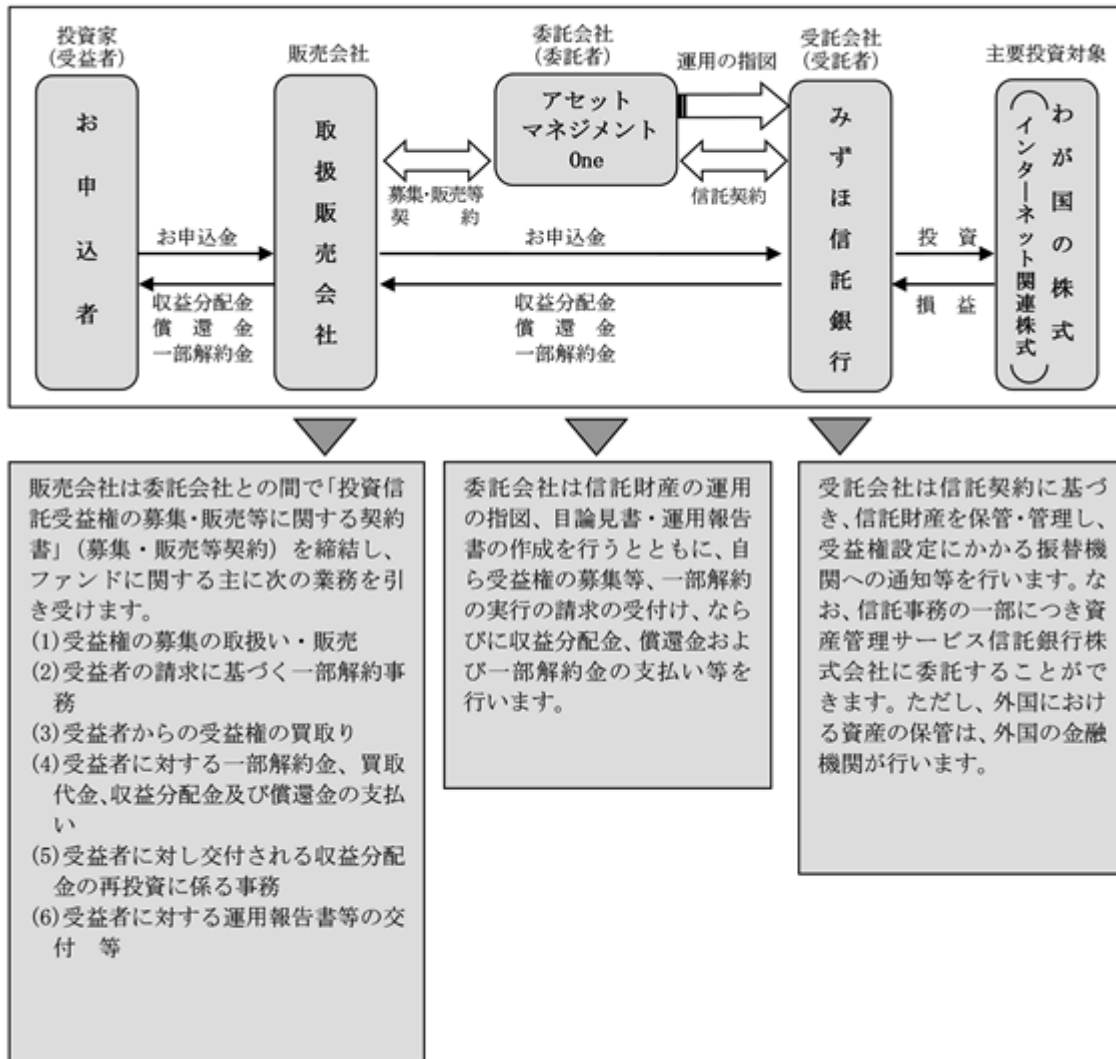 投資家
(受益者)
お申込者
販売会社
取扱販売会社
委託会社
(委託者)
アセット
マネジメント
One
運用の指図
受託会社
(受託者)
みずほ信託銀行
主要投資対象
わが国の株式
(インターネット関連株式)
募集・販売等
契　　約
信託契約
お申込金
収益分配金
償　還　金
一部解約金
お申込金
収益分配金
償　還　金
一部解約金
投　資
損　益
販売会社は委託会社との間で「投資信
託受益権の募集・販売等に関する契約
書」（募集・販売等契約）を締結し、
ファンドに関する主に次の業務を引
き受けます。
(1)受益権の募集の取扱い・販売
(2)受益者の請求に基づく一部解約事
務
(3)受益者からの受益権の買取り
(4)受益者に対する一部解約金、買取
代金、収益分配金及び償還金の支払
い
(5)受益者に対し交付される収益分配
金の再投資に係る事務
(6)受益者に対する運用報告書等の交
付　等
委託会社は信託財産の運用
の指図、目論見書・運用報告
書の作成を行うとともに、自
ら受益権の募集等、一部解約
の実行の請求の受付け、なら
びに収益分配金、償還金およ
び一部解約金の支払い等を
行います。
受託会社は信託契約に基づ
き、信託財産を保管・管理し、
受益権設定にかかる振替機
関への通知等を行います。な
お、信託事務の一部につき資
産管理サービス信託銀行株
式会社に委託することがで
きます。ただし、外国におけ
る資産の保管は、外国の金融
機関が行います。